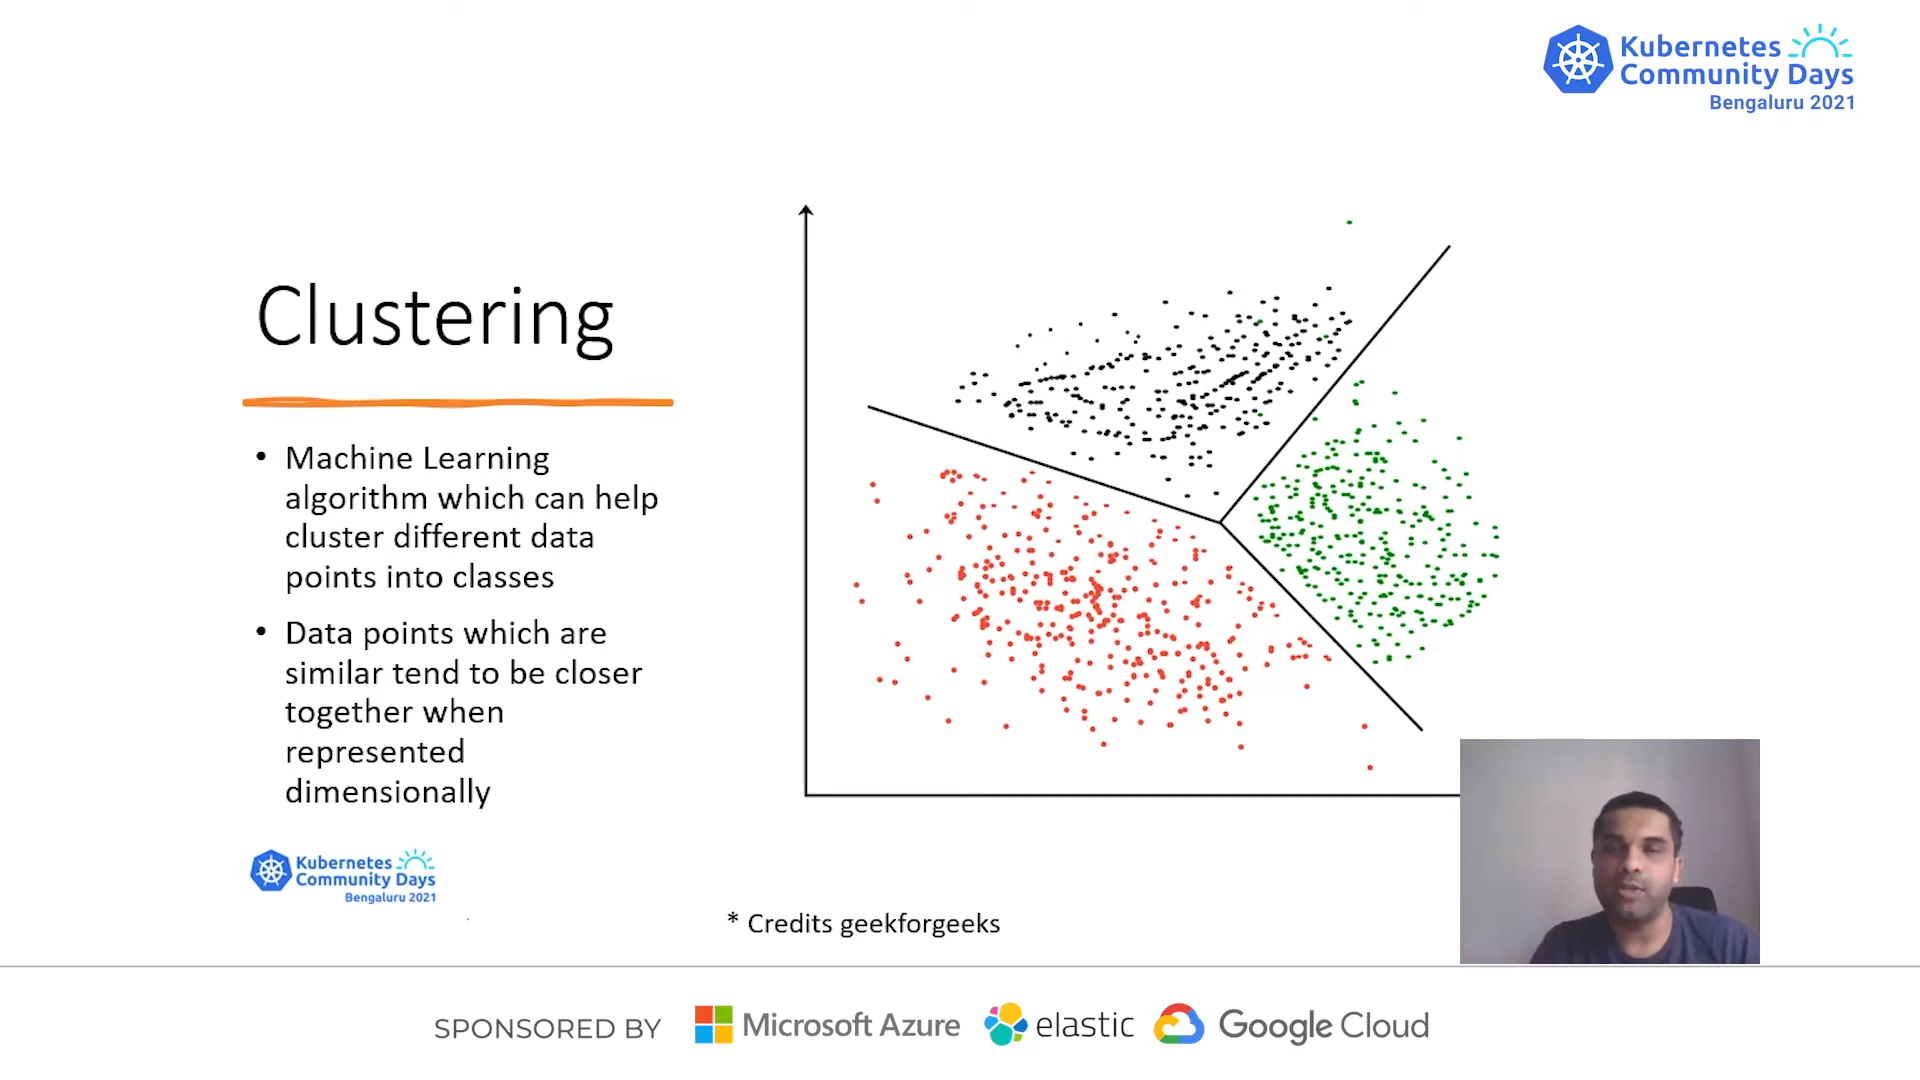 Kubernetes
Community Days
Bengaluru 2021
Clustering
• Machine Learning
algorithm which can help
cluster different data
points into classes
• Data points which are
similar tend to be closer
together when
represented
dimensionally
Kubernetes
Community Days
Bengaluru 2021
* Credits geekforgeeks
SPONSORED BY Microsoft Azure elastic Google Cloud